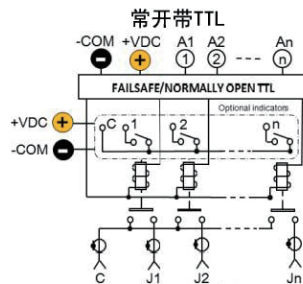 常开带TTL
-COM +VDC A1 A2 An
- + 1 2 n
FAILSAFE/NORMALLY OPEN TTL
Optional indicators
+VDC + C 1 2 n
-COM -
C J1 J2 Jn